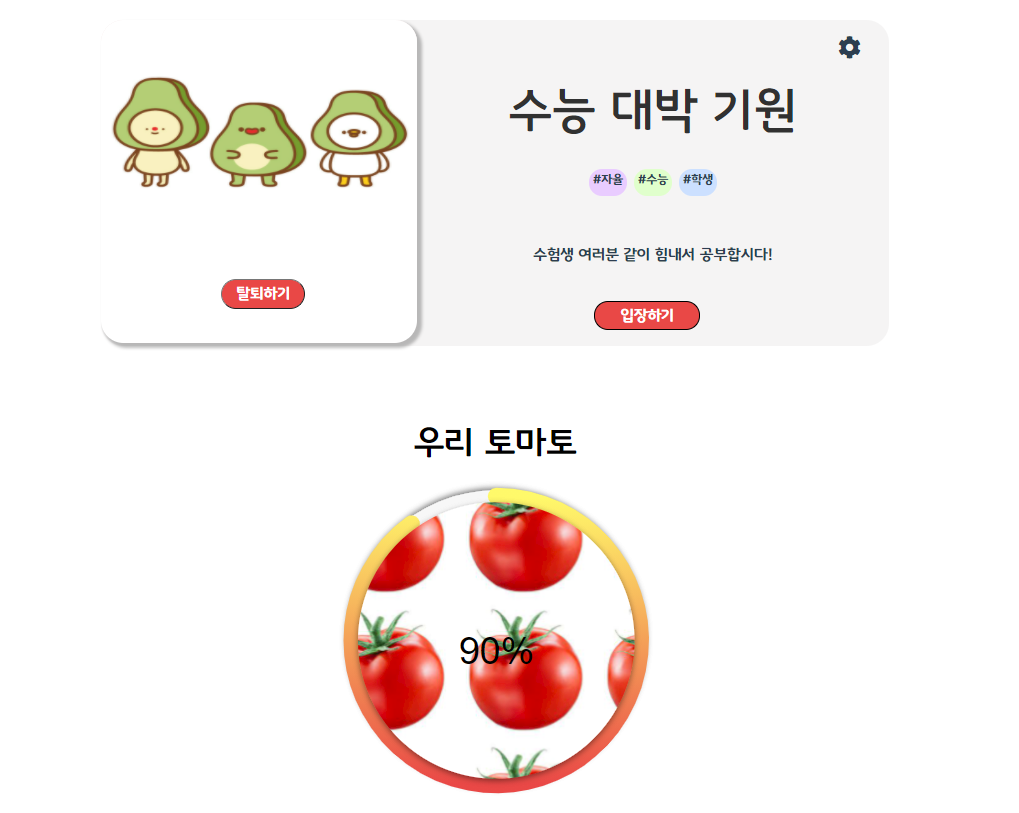 수능 대박 기원
#자율 #수능 #학생
수험생 여러분 같이 힘내서 공부합시다!
탈퇴하기
입장하기
우리 토마토
90%